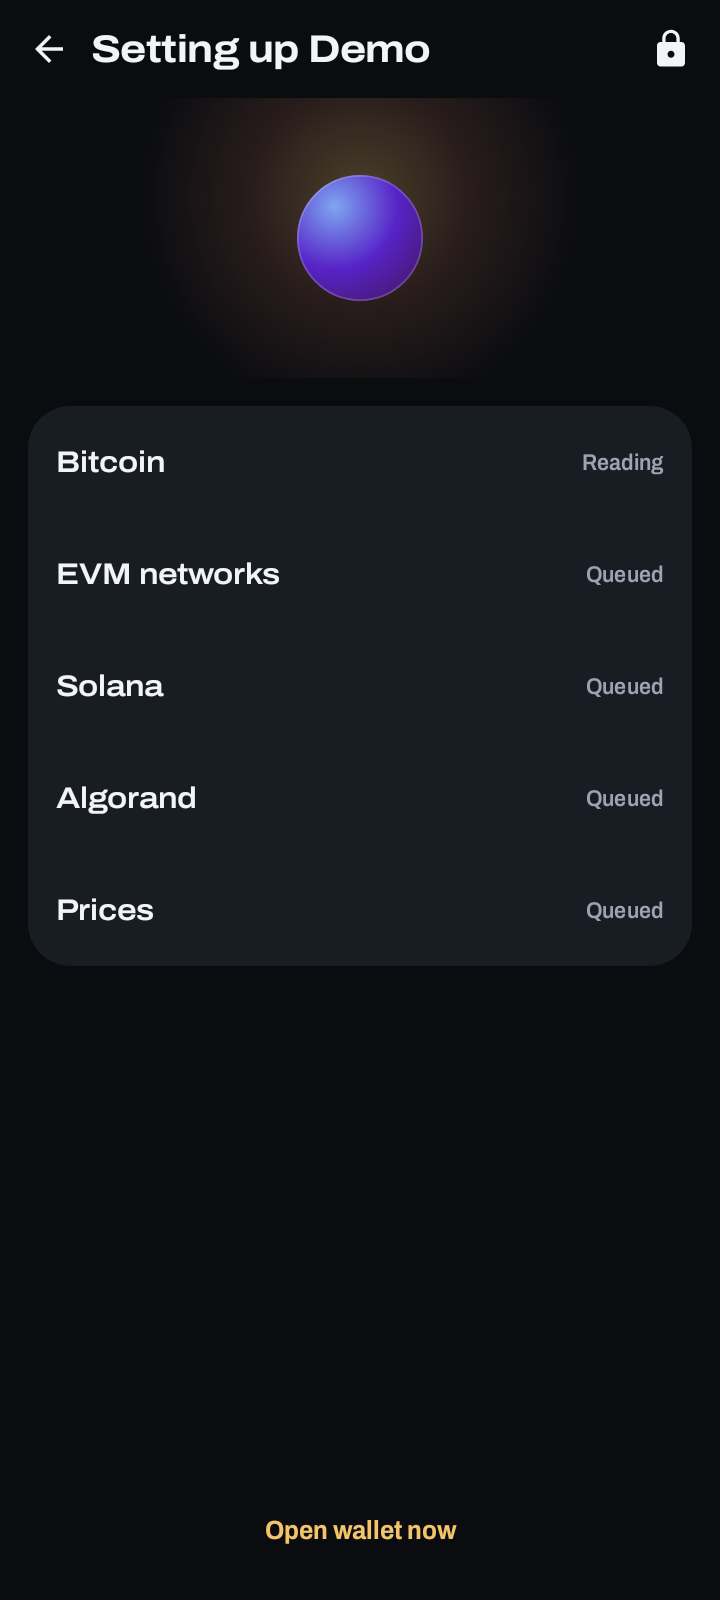 Setting up Demo
Bitcoin Reading
EVM networks Queued
Solana Queued
Algorand Queued
Prices Queued
Open wallet now